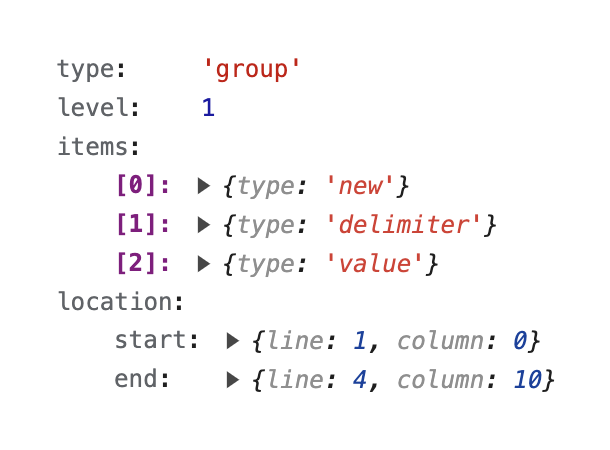 type: 'group'
level: 1
items:
[0]: ▶ {type: 'new'}
[1]: ▶ {type: 'delimiter'}
[2]: ▶ {type: 'value'}
location:
start: ▶ {line: 1, column: 0}
end: ▶ {line: 4, column: 10}